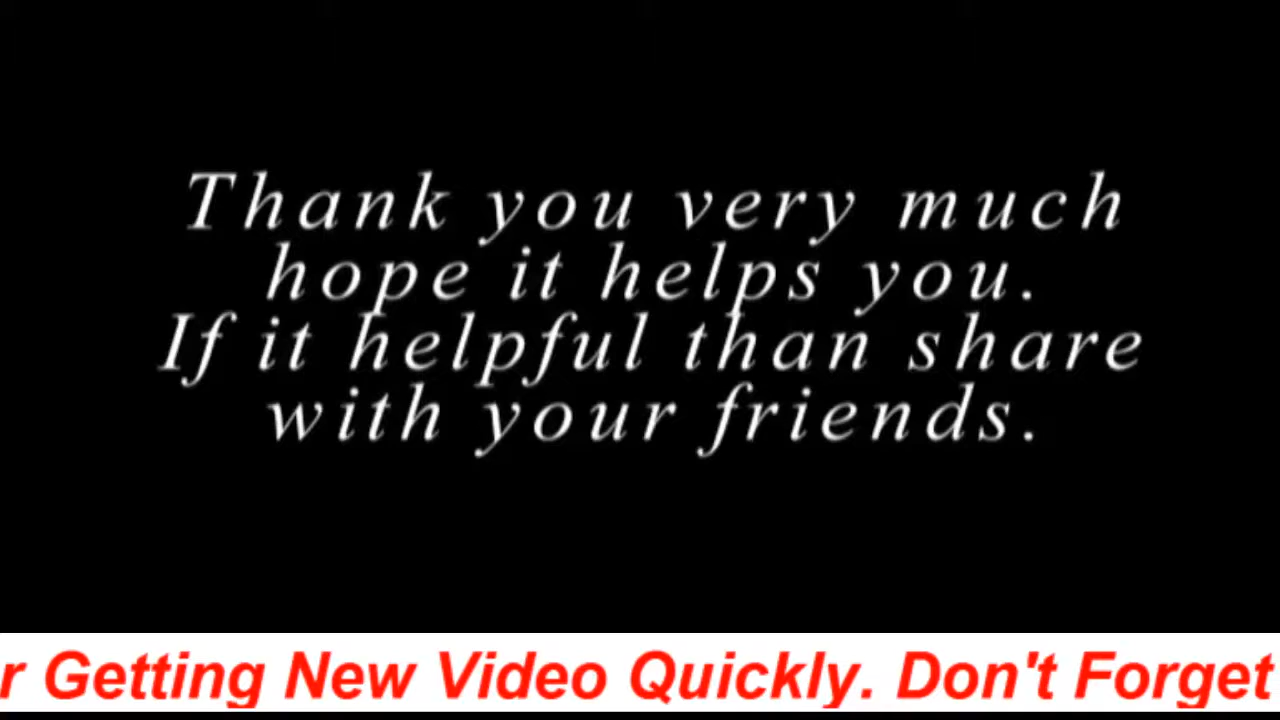 Thank you very much
hope it helps you.
If it helpful than share
with your friends.
r Getting New Video Quickly. Don't Forget